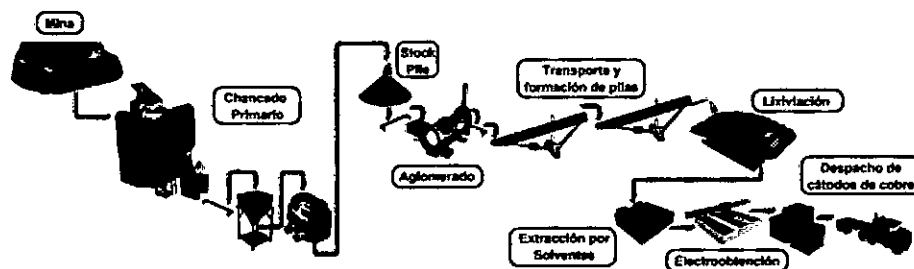 Mina
Chancado
Primario
Stock
Pile
Aglomerado
Transporte y
formación de pilas
Lixiviación
Extracción por
Solventes
Electroobtención
Despacho de
cátodos de cobre